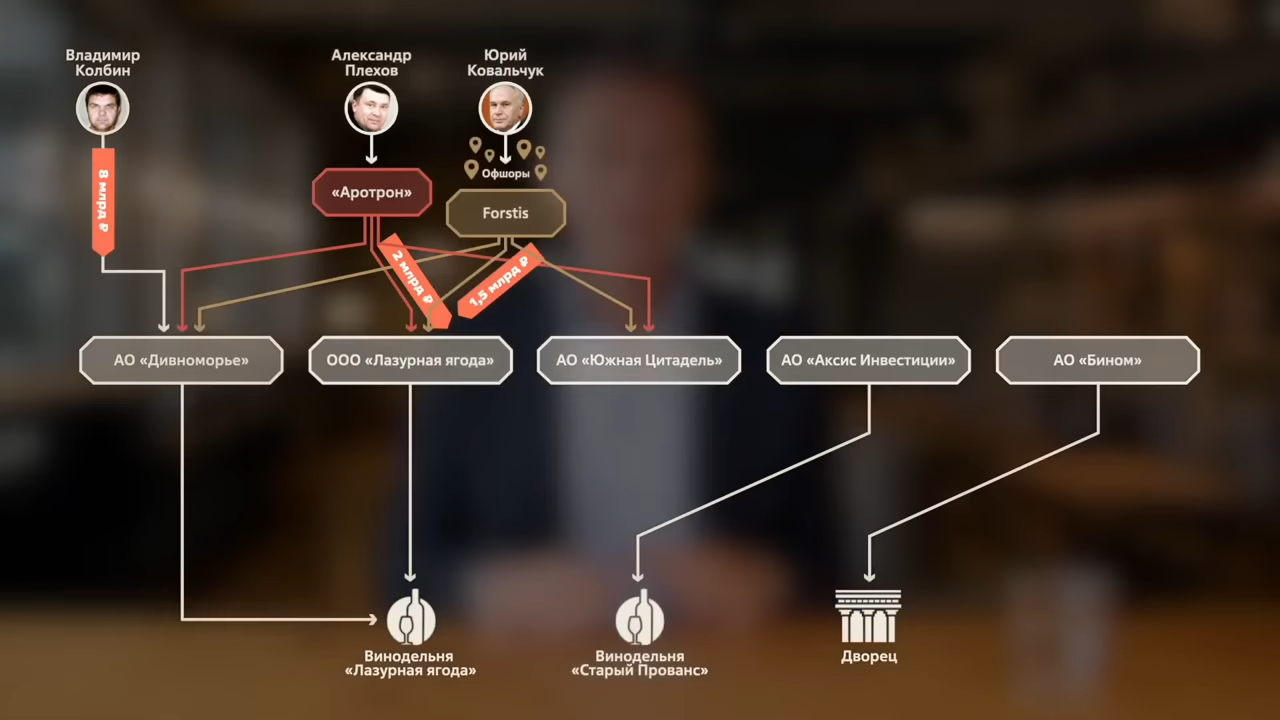 Владимир
Колбин
Александр
Плехов
Юрий
Ковальчук
8 млрд ₽
«Аротрон»
Офшоры
Forstis
2 млрд ₽
1,5 млрд ₽
АО «Дивноморье»
ООО «Лазурная ягода»
АО «Южная Цитадель»
АО «Аксис Инвестиции»
АО «Бином»
Винодельня
«Лазурная ягода»
Винодельня
«Старый Прованс»
Дворец